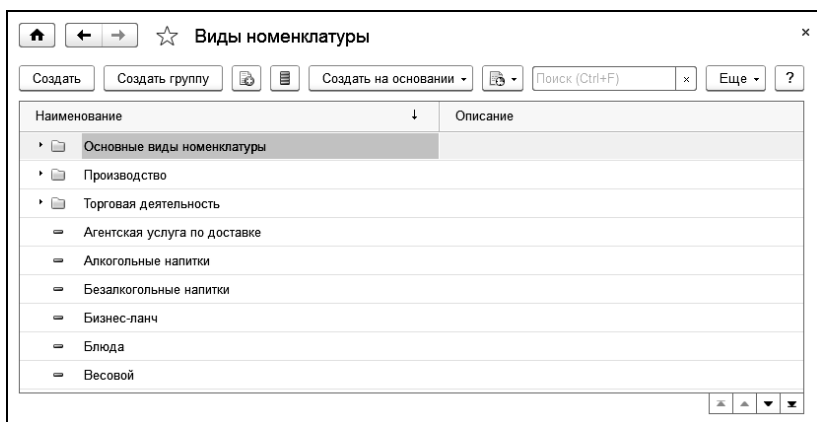 Виды номенклатуры
Создать Создать группу Создать на основании Поиск (Ctrl+F) × Еще ?
Наименование ↓ Описание
Основные виды номенклатуры
Производство
Торговая деятельность
Агентская услуга по доставке
Алкогольные напитки
Безалкогольные напитки
Бизнес-ланч
Блюда
Весовой